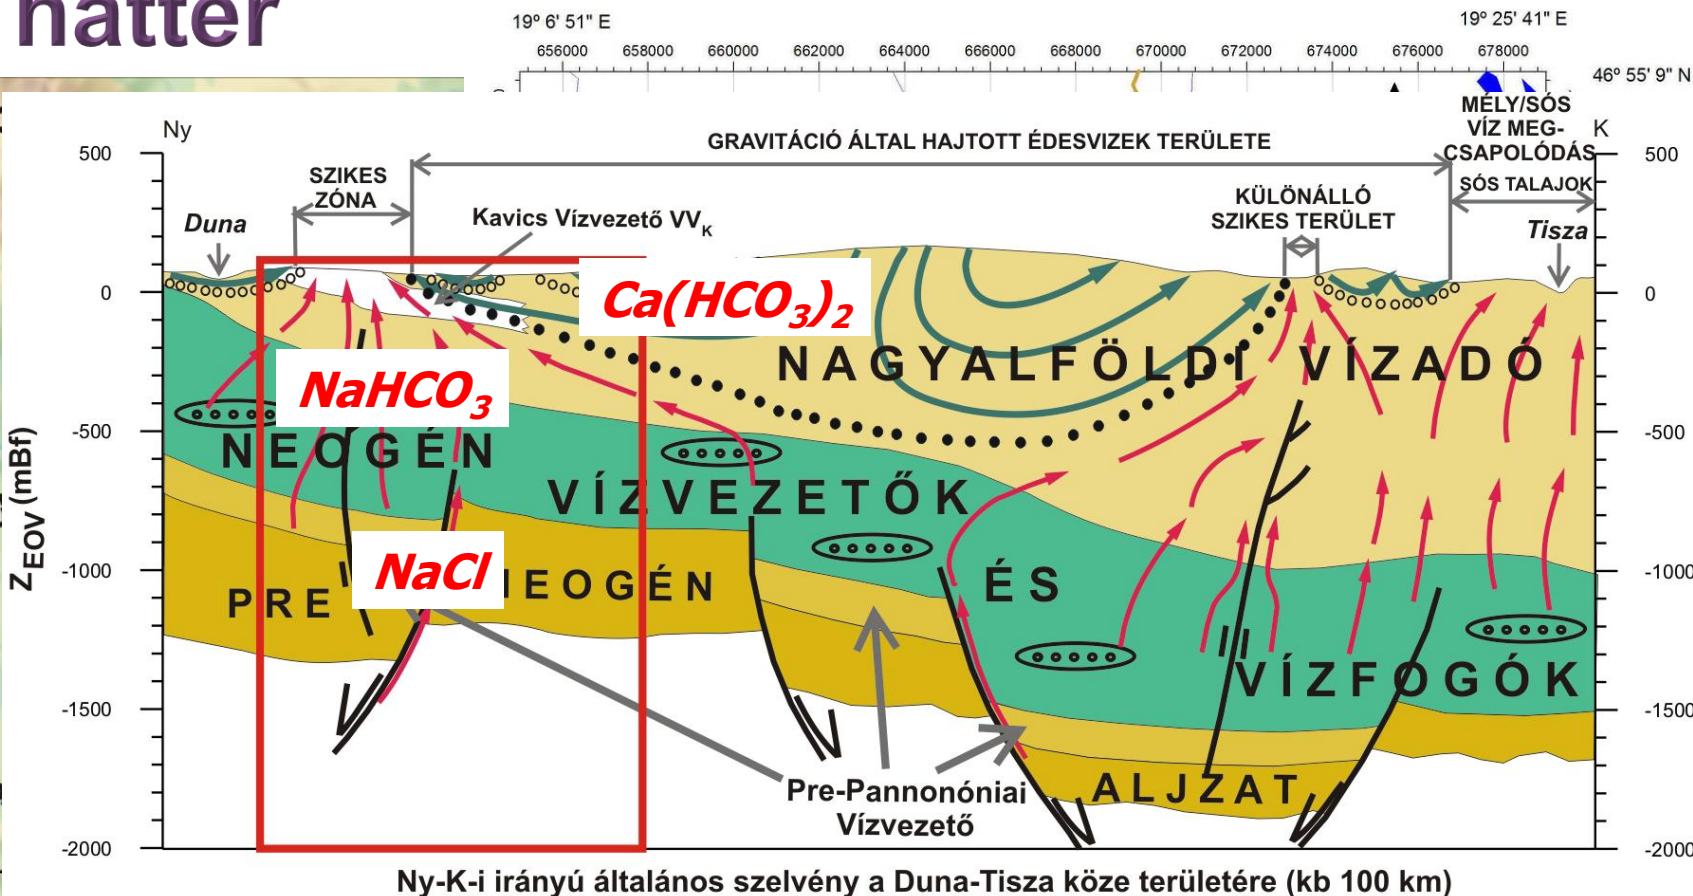 háttér
19° 6' 51" E
19° 25' 41" E
656000 658000 660000 662000 664000 666000 668000 670000 672000 674000 676000 678000
46° 55' 9" N
Ny
K
GRAVITÁCIÓ ÁLTAL HAJTOTT ÉDESVIZEK TERÜLETE
MÉLY/SÓS
VÍZ MEG-
CSAPOLÓDÁS
SÓS TALAJOK
SZIKES
ZÓNA
KÜLÖNÁLLÓ
SZIKES TERÜLET
Duna
Kavics Vízvezető VVK
Tisza
500
0
-500
-1000
-1500
-2000
500
0
-500
-1000
-1500
-2000
ZEOV (mBf)
Ca(HCO3)2
NaHCO3
NaCl
NAGYALFÖLDI VÍZADÓ
NEOGÉN
VÍZVEZETŐK
ÉS
VÍZFOGÓK
PRE NEOGÉN
ALJZAT
Pre-Pannonóniai
Vízvezető
Ny-K-i irányú általános szelvény a Duna-Tisza köze területére (kb 100 km)